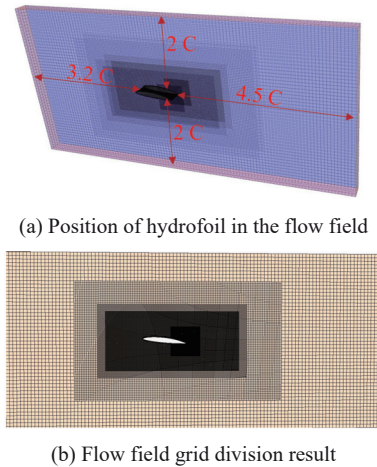 2 C
3.2 C
4.5 C
2 C
(a) Position of hydrofoil in the flow field
(b) Flow field grid division result